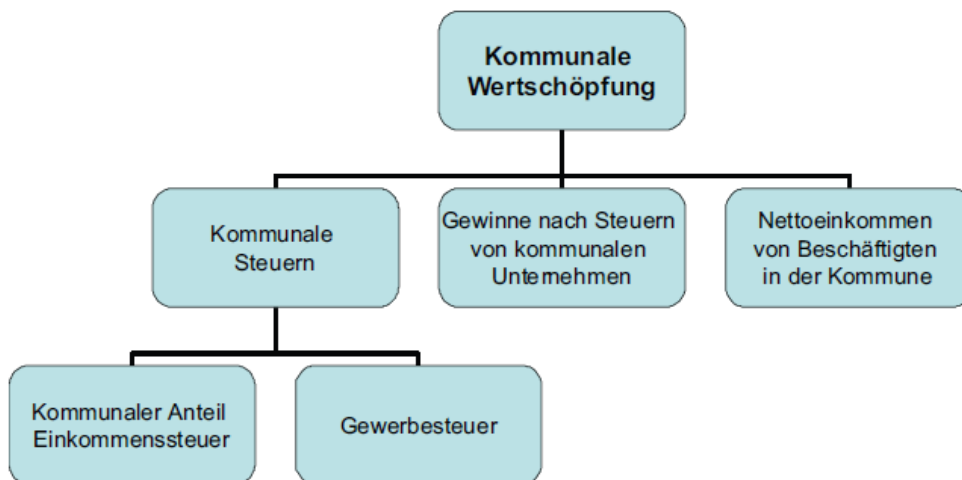 Kommunale
Wertschöpfung
Kommunale
Steuern
Gewinne nach Steuern
von kommunalen
Unternehmen
Nettoeinkommen
von Beschäftigten
in der Kommune
Kommunaler Anteil
Einkommenssteuer
Gewerbesteuer